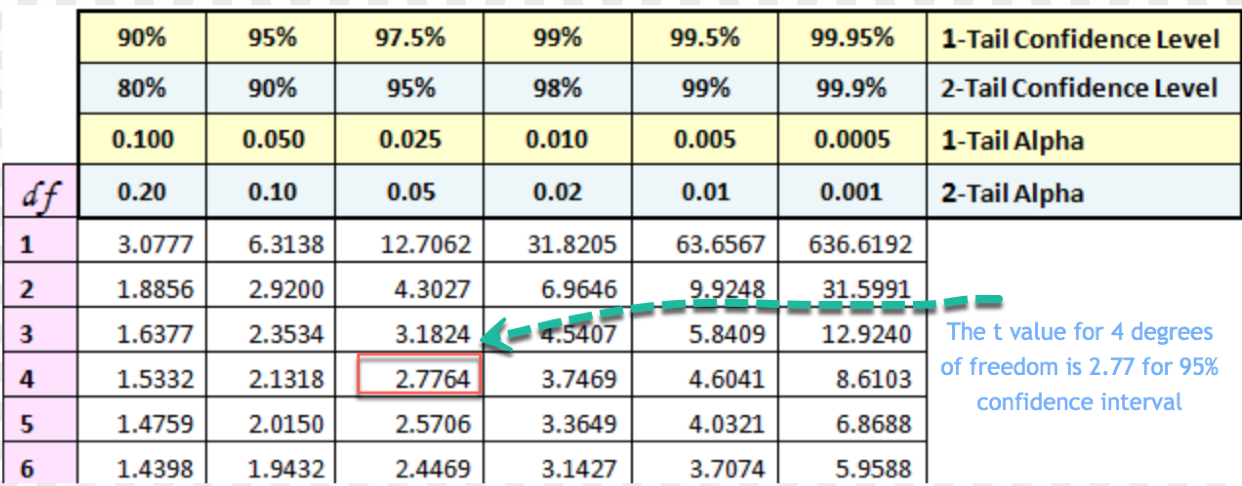 90% 95% 97.5% 99% 99.5% 99.95% 1-Tail Confidence Level
80% 90% 95% 98% 99% 99.9% 2-Tail Confidence Level
0.100 0.050 0.025 0.010 0.005 0.0005 1-Tail Alpha
df 0.20 0.10 0.05 0.02 0.01 0.001 2-Tail Alpha
1 3.0777 6.3138 12.7062 31.8205 63.6567 636.6192
2 1.8856 2.9200 4.3027 6.9646 9.9248 31.5991
3 1.6377 2.3534 3.1824 4.5407 5.8409 12.9240
4 1.5332 2.1318 2.7764 3.7469 4.6041 8.6103
5 1.4759 2.0150 2.5706 3.3649 4.0321 6.8688
6 1.4398 1.9432 2.4469 3.1427 3.7074 5.9588
The t value for 4 degrees
of freedom is 2.77 for 95%
confidence interval